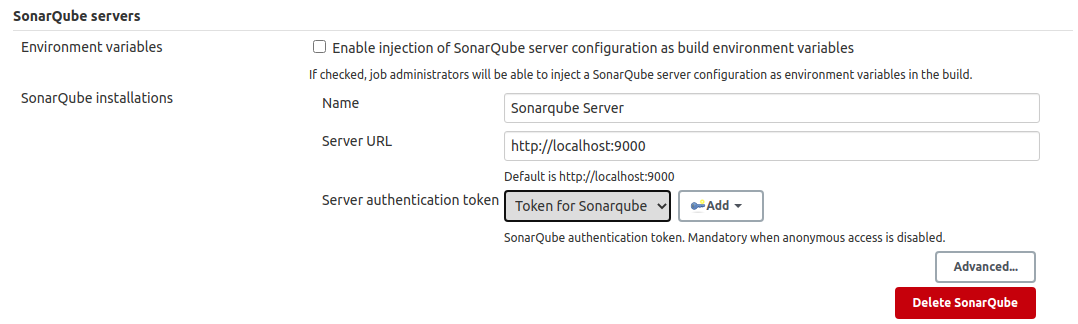 SonarQube servers
Environment variables
Enable injection of SonarQube server configuration as build environment variables
If checked, job administrators will be able to inject a SonarQube server configuration as environment variables in the build.
SonarQube installations
Name
Sonarqube Server
Server URL
http://localhost:9000
Default is http://localhost:9000
Server authentication token
Token for Sonarqube
Add
SonarQube authentication token. Mandatory when anonymous access is disabled.
Advanced...
Delete SonarQube